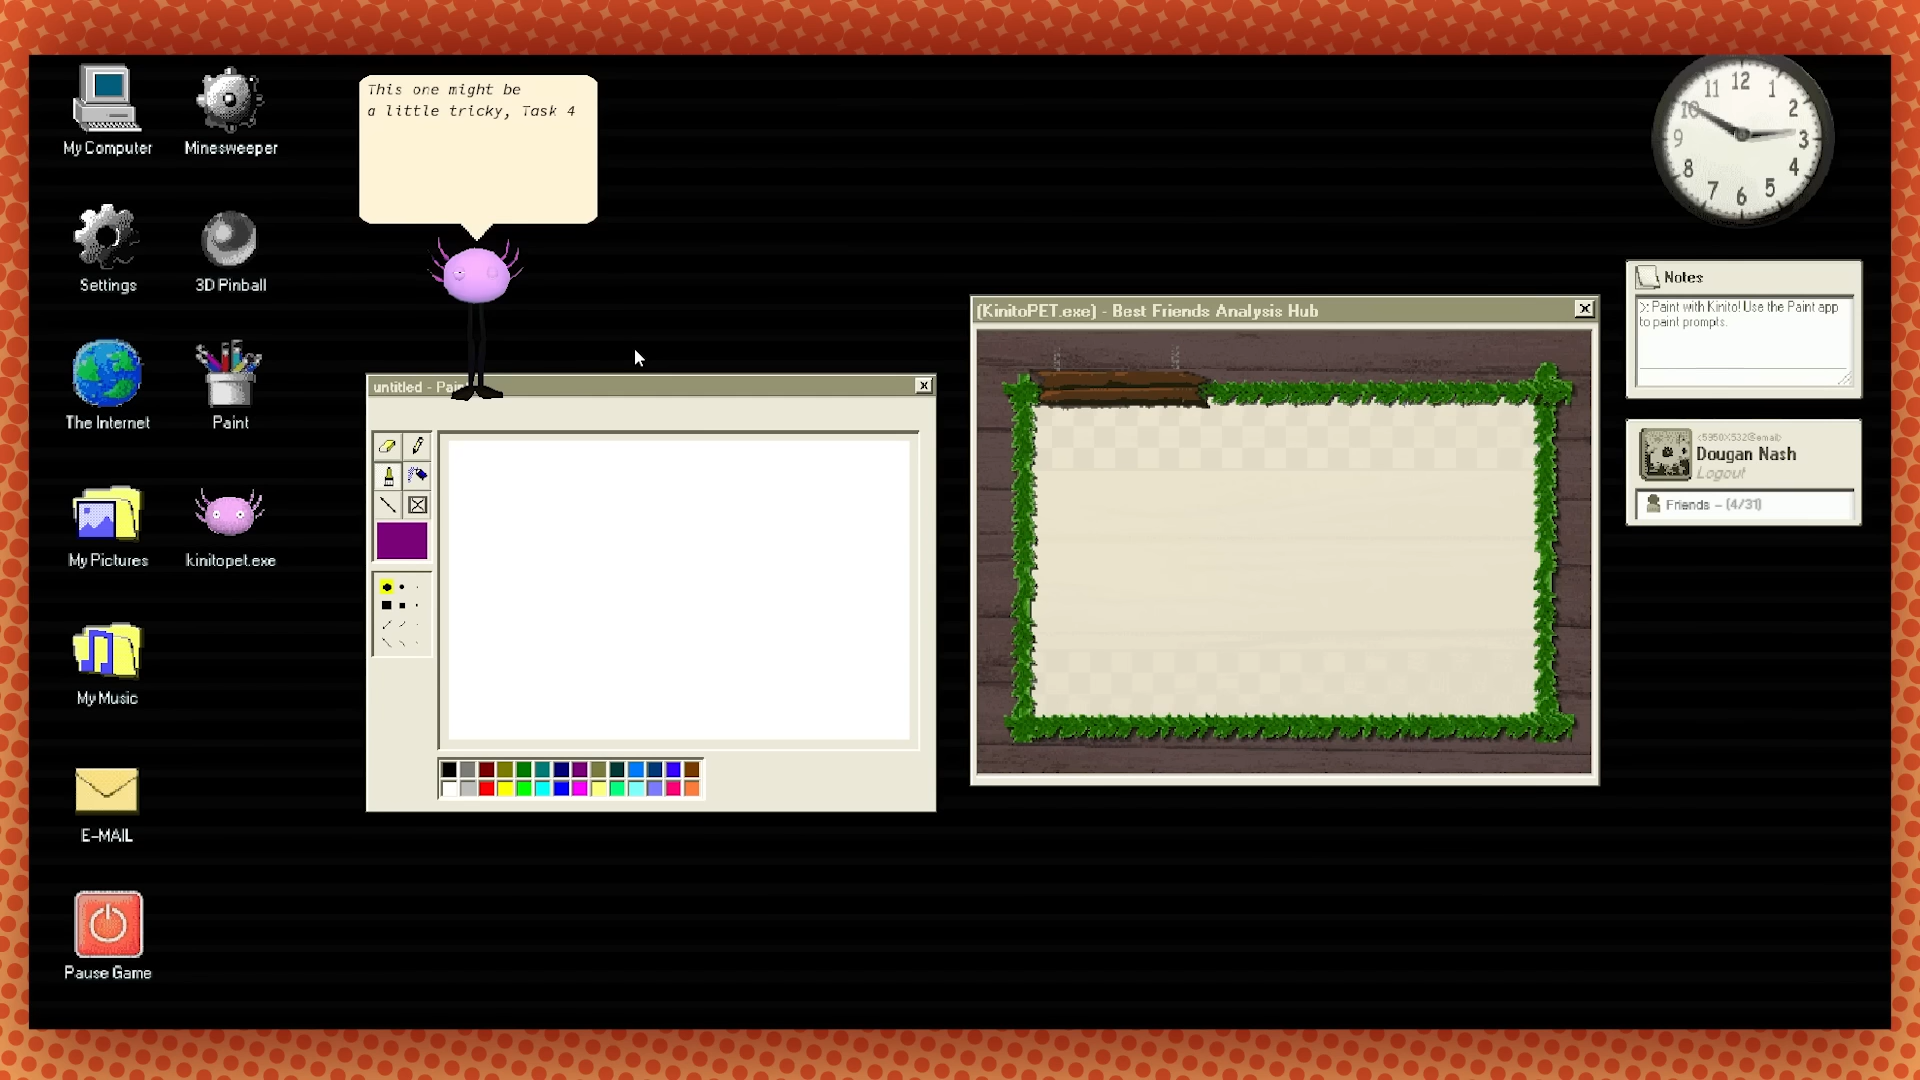 My Computer
Minesweeper
Settings
3D Pinball
The Internet
Paint
My Pictures
kinitopet.exe
My Music
E-MAIL
Pause Game
This one might be
a little tricky, Task 4
untitled - Pai
(KinitoPET.exe) - Best Friends Analysis Hub
12
1
2
3
4
5
6
7
8
9
10
11
Notes
>: Paint with Kinito! Use the Paint app
to paint prompts.
<5950X532@email>
Dougan Nash
Logout
Friends - (4/31)